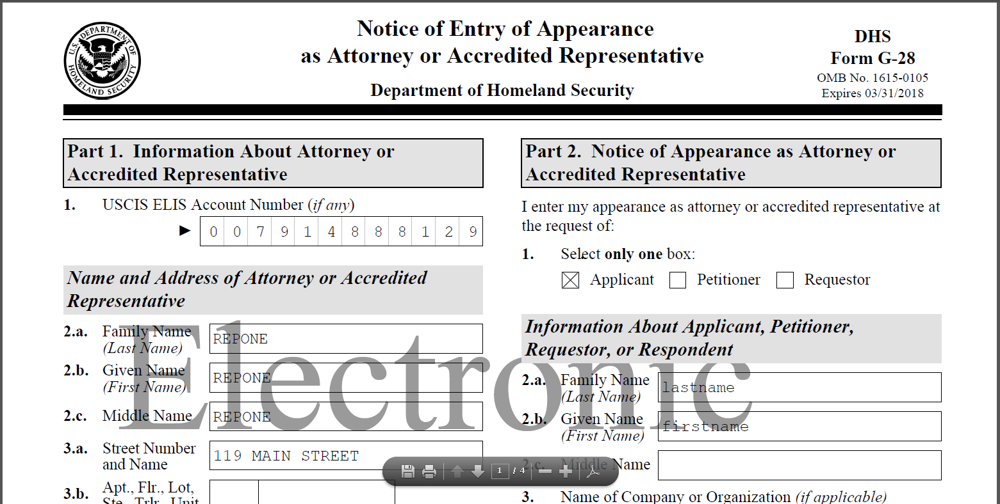 U.S. DEPARTMENT OF HOMELAND SECURITY
Notice of Entry of Appearance
as Attorney or Accredited Representative
Department of Homeland Security
DHS
Form G-28
OMB No. 1615-0105
Expires 03/31/2018
Part 1. Information About Attorney or
Accredited Representative
1. USCIS ELIS Account Number (if any)
► 0 0 7 9 1 4 8 8 8 1 2 9
Name and Address of Attorney or Accredited
Representative
2.a. Family Name
(Last Name)
REPONE
2.b. Given Name
(First Name)
REPONE
2.c. Middle Name
REPONE
3.a. Street Number
and Name
119 MAIN STREET
3.b. Apt., Flr., Lot,
Ste., Trlr., Unit
Part 2. Notice of Appearance as Attorney or
Accredited Representative
I enter my appearance as attorney or accredited representative at
the request of:
1. Select only one box:
Applicant Petitioner Requestor
Information About Applicant, Petitioner,
Requestor, or Respondent
2.a. Family Name
(Last Name)
lastname
2.b. Given Name
(First Name)
firstname
2.c. Middle Name
3. Name of Company or Organization (if applicable)
Electronic
1 / 4